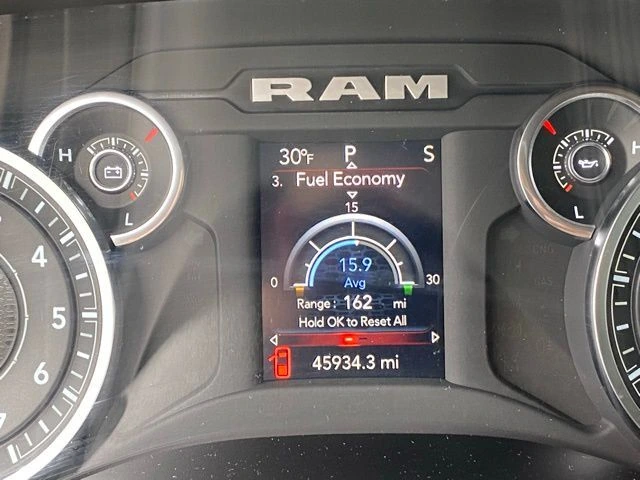 RAM
30°F P S
3. Fuel Economy
15
0 15.9 30
Avg
Range: 162 mi
Hold OK to Reset All
45934.3 mi
H
L
H
L
4
5
6
7